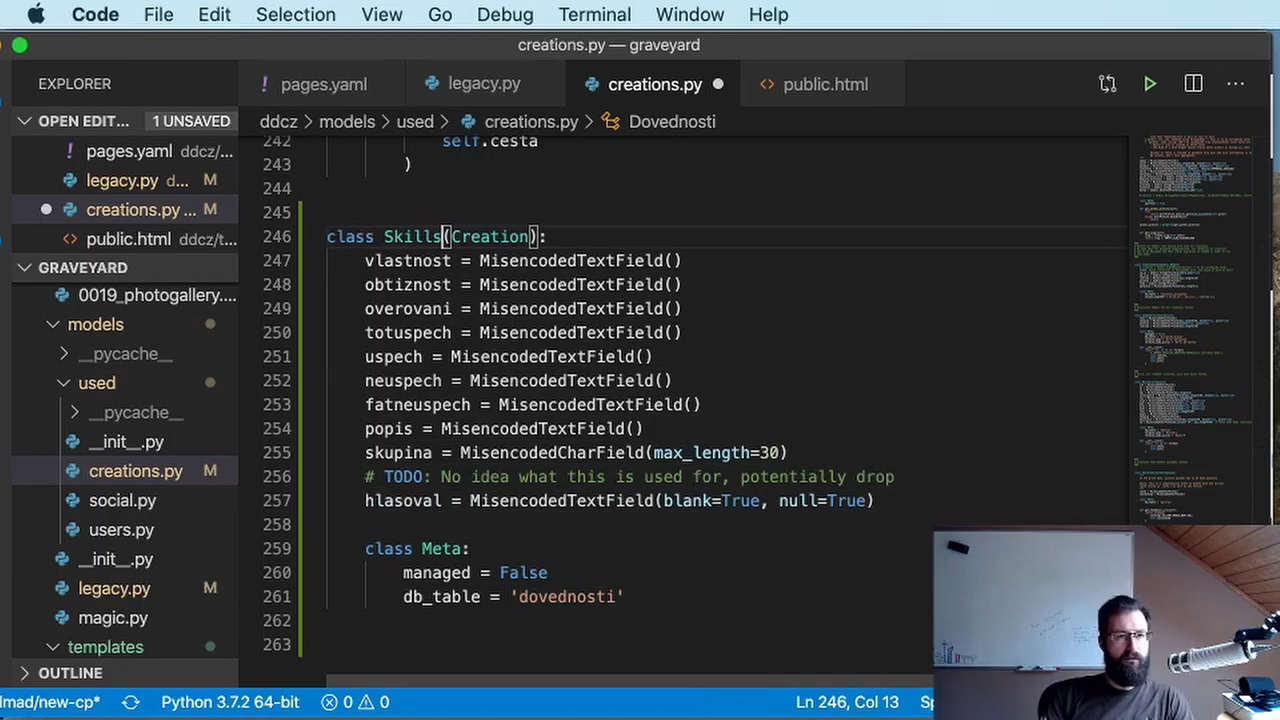 Code File Edit Selection View Go Debug Terminal Window Help
creations.py — graveyard
EXPLORER
! pages.yaml
legacy.py
creations.py
<> public.html
OPEN EDIT... 1 UNSAVED
ddcz > models > used > creations.py > Dovednosti
! pages.yaml ddcz/...
legacy.py d... M
creations.py ... M
<> public.html ddcz/t...
GRAVEYARD
0019_photogallery....
models
__pycache__
used
__pycache__
__init__.py
creations.py M
social.py
users.py
__init__.py
legacy.py M
magic.py
templates
OUTLINE
242 self.cesta
243 )
244
245
246 class Skills(Creation):
247 vlastnost = MisencodedTextField()
248 obtiznost = MisencodedTextField()
249 overovani = MisencodedTextField()
250 totuspech = MisencodedTextField()
251 uspech = MisencodedTextField()
252 neuspech = MisencodedTextField()
253 fatneuspech = MisencodedTextField()
254 popis = MisencodedTextField()
255 skupina = MisencodedCharField(max_length=30)
256 # TODO: No idea what this is used for, potentially drop
257 hlasoval = MisencodedTextField(blank=True, null=True)
258
259 class Meta:
260 managed = False
261 db_table = 'dovednosti'
262
263
lmad/new-cp* Python 3.7.2 64-bit 0 0 Ln 246, Col 13